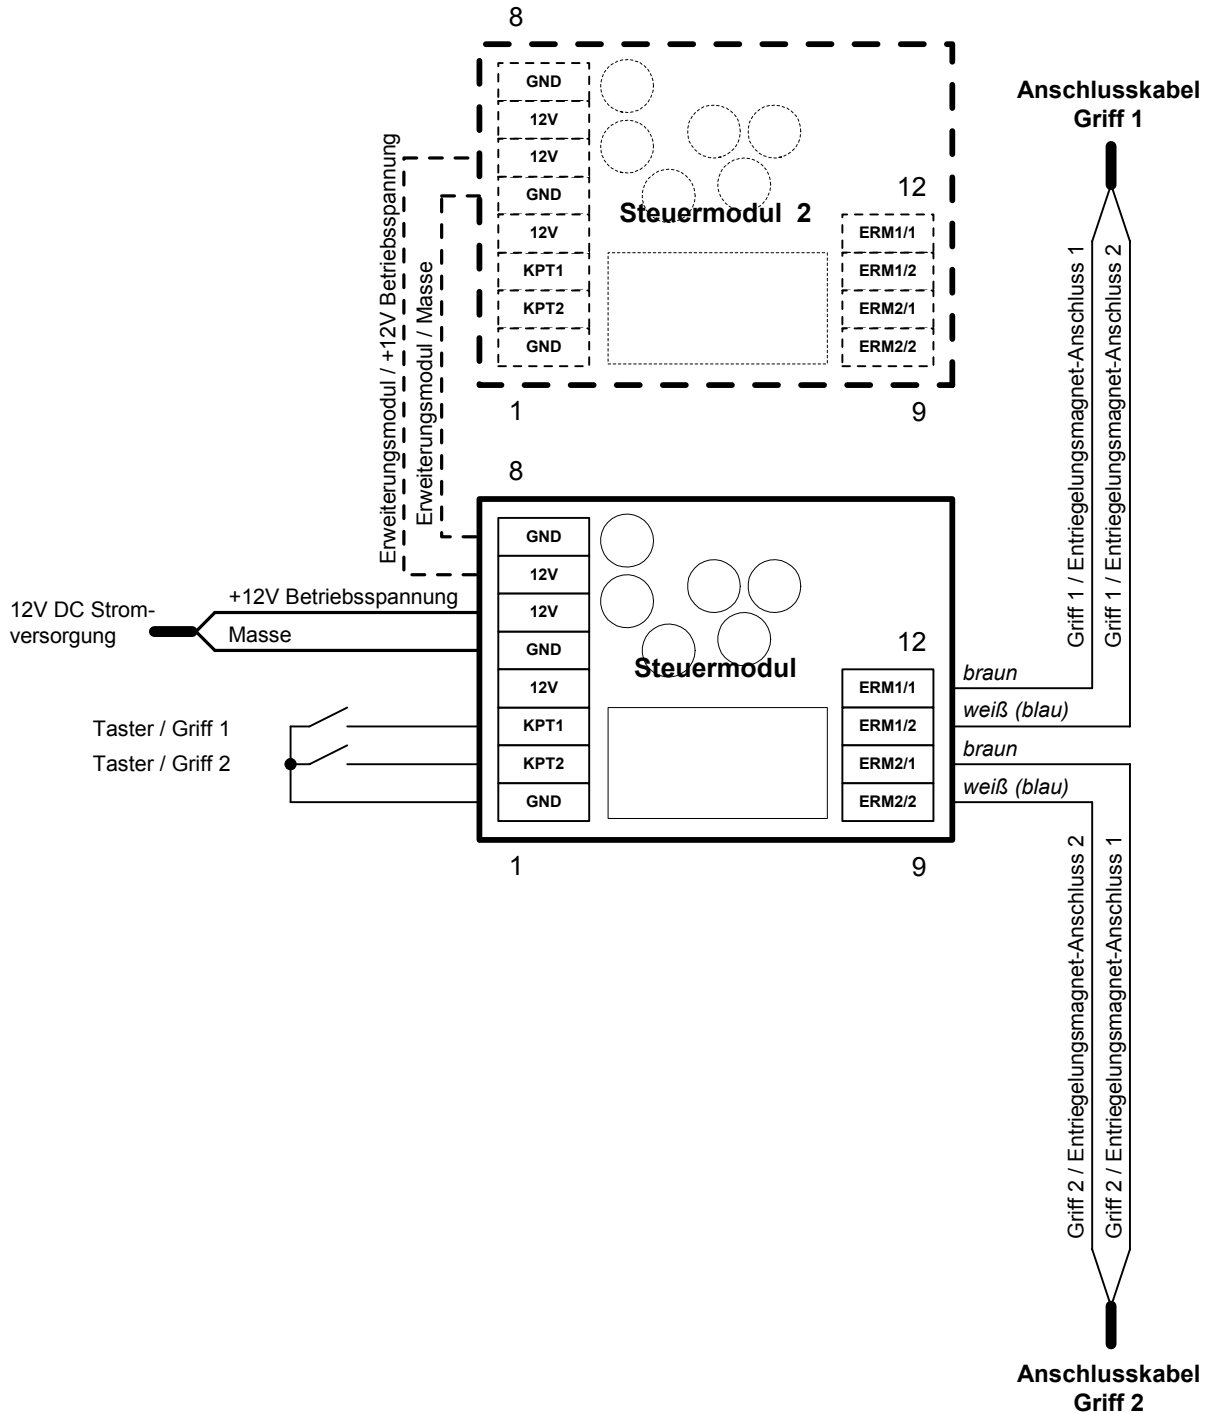 8
GND
12V
12V
GND
12V
KPT1
KPT2
GND
Steuermodul 2
12
ERM1/1
ERM1/2
ERM2/1
ERM2/2
1
9
Erweiterungsmodul / +12V Betriebsspannung
Erweiterungsmodul / Masse
Anschlusskabel
Griff 1
Griff 1 / Entriegelungsmagnet-Anschluss 1
Griff 1 / Entriegelungsmagnet-Anschluss 2
8
GND
12V
12V
GND
12V
KPT1
KPT2
GND
Steuermodul
12
ERM1/1
ERM1/2
ERM2/1
ERM2/2
1
9
12V DC Strom-
versorgung
+12V Betriebsspannung
Masse
Taster / Griff 1
Taster / Griff 2
braun
weiß (blau)
braun
weiß (blau)
Griff 2 / Entriegelungsmagnet-Anschluss 2
Griff 2 / Entriegelungsmagnet-Anschluss 1
Anschlusskabel
Griff 2